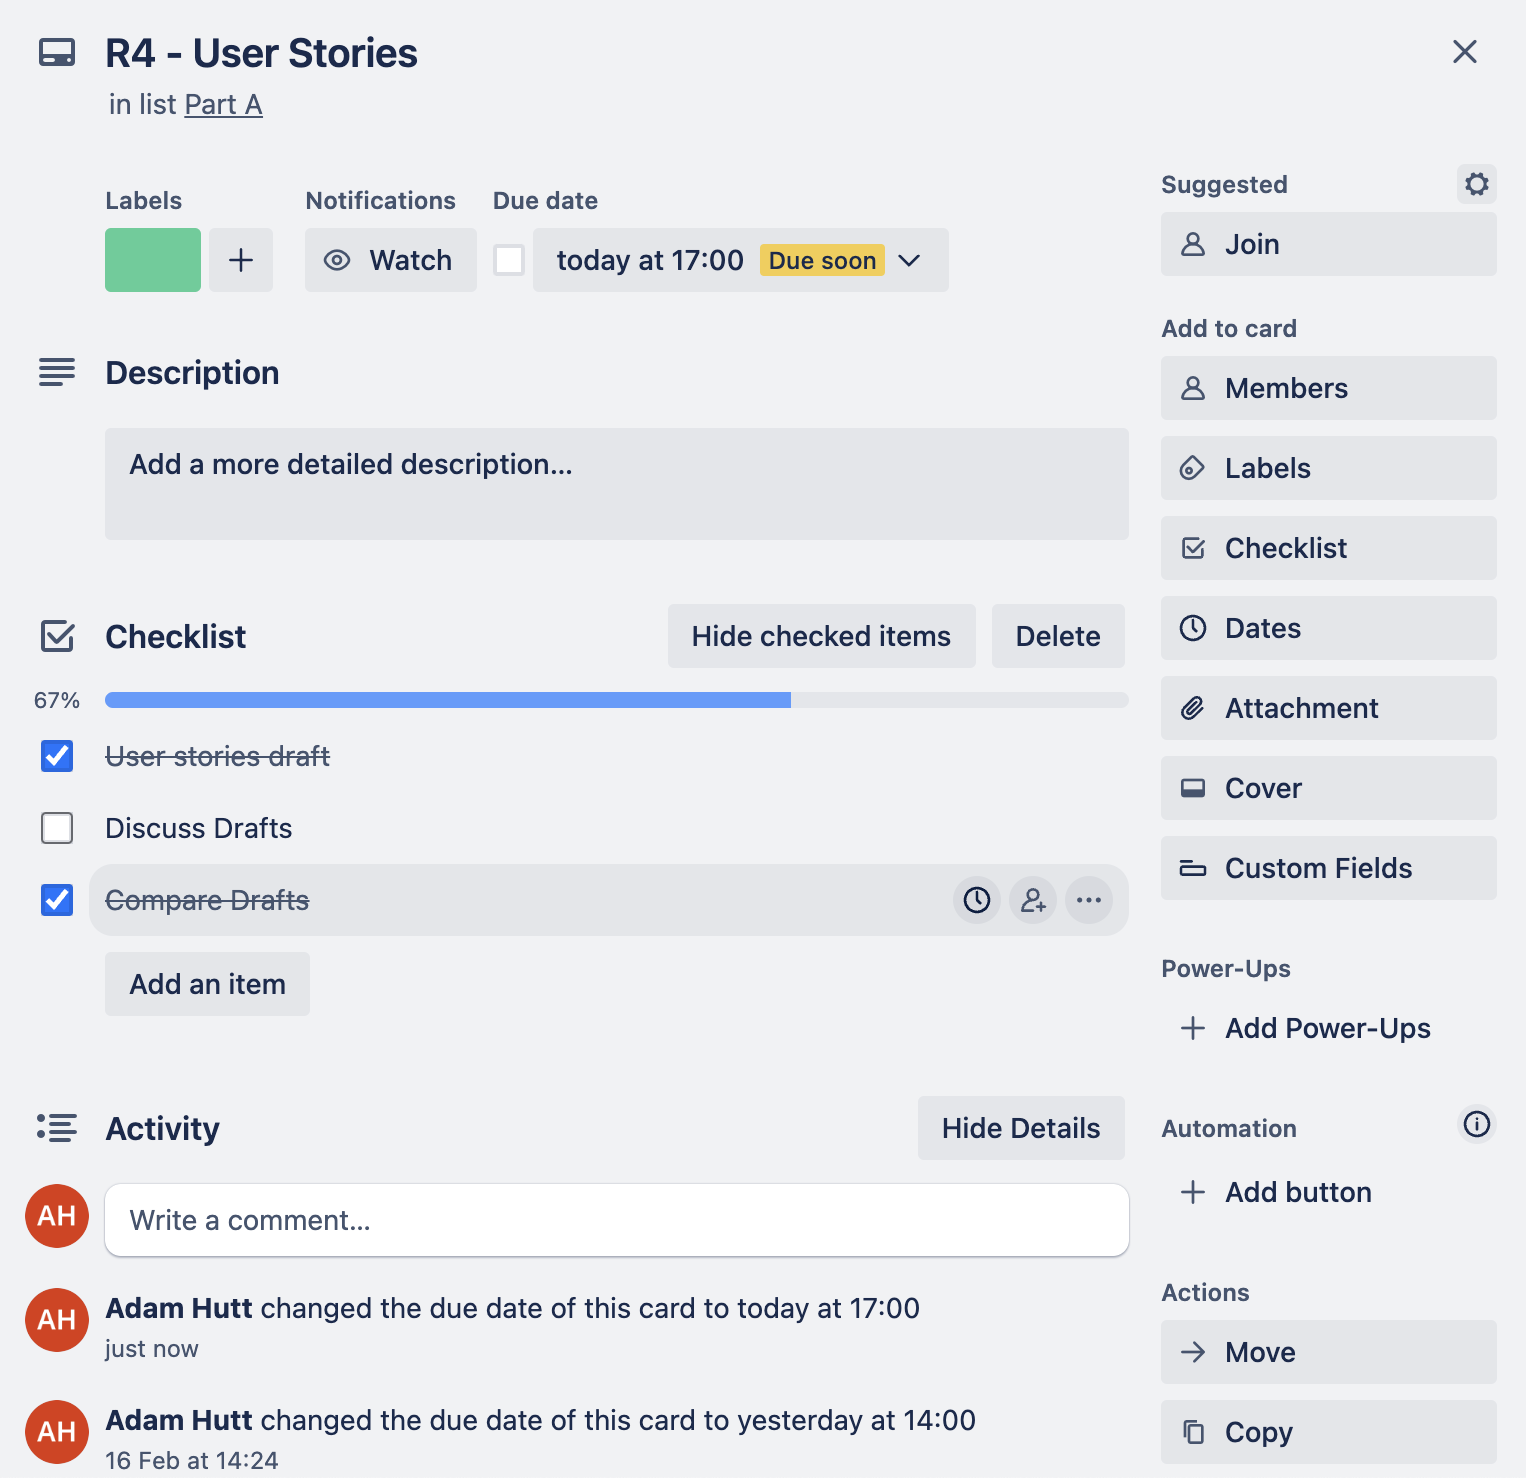 R4 - User Stories
in list Part A
Labels
Notifications
Due date
Watch
today at 17:00 Due soon
Description
Add a more detailed description...
Checklist
Hide checked items
Delete
67%
User stories draft
Discuss Drafts
Compare Drafts
Add an item
Activity
Hide Details
AH
Write a comment...
AH
Adam Hutt changed the due date of this card to today at 17:00
just now
AH
Adam Hutt changed the due date of this card to yesterday at 14:00
16 Feb at 14:24
Suggested
Join
Add to card
Members
Labels
Checklist
Dates
Attachment
Cover
Custom Fields
Power-Ups
Add Power-Ups
Automation
Add button
Actions
Move
Copy